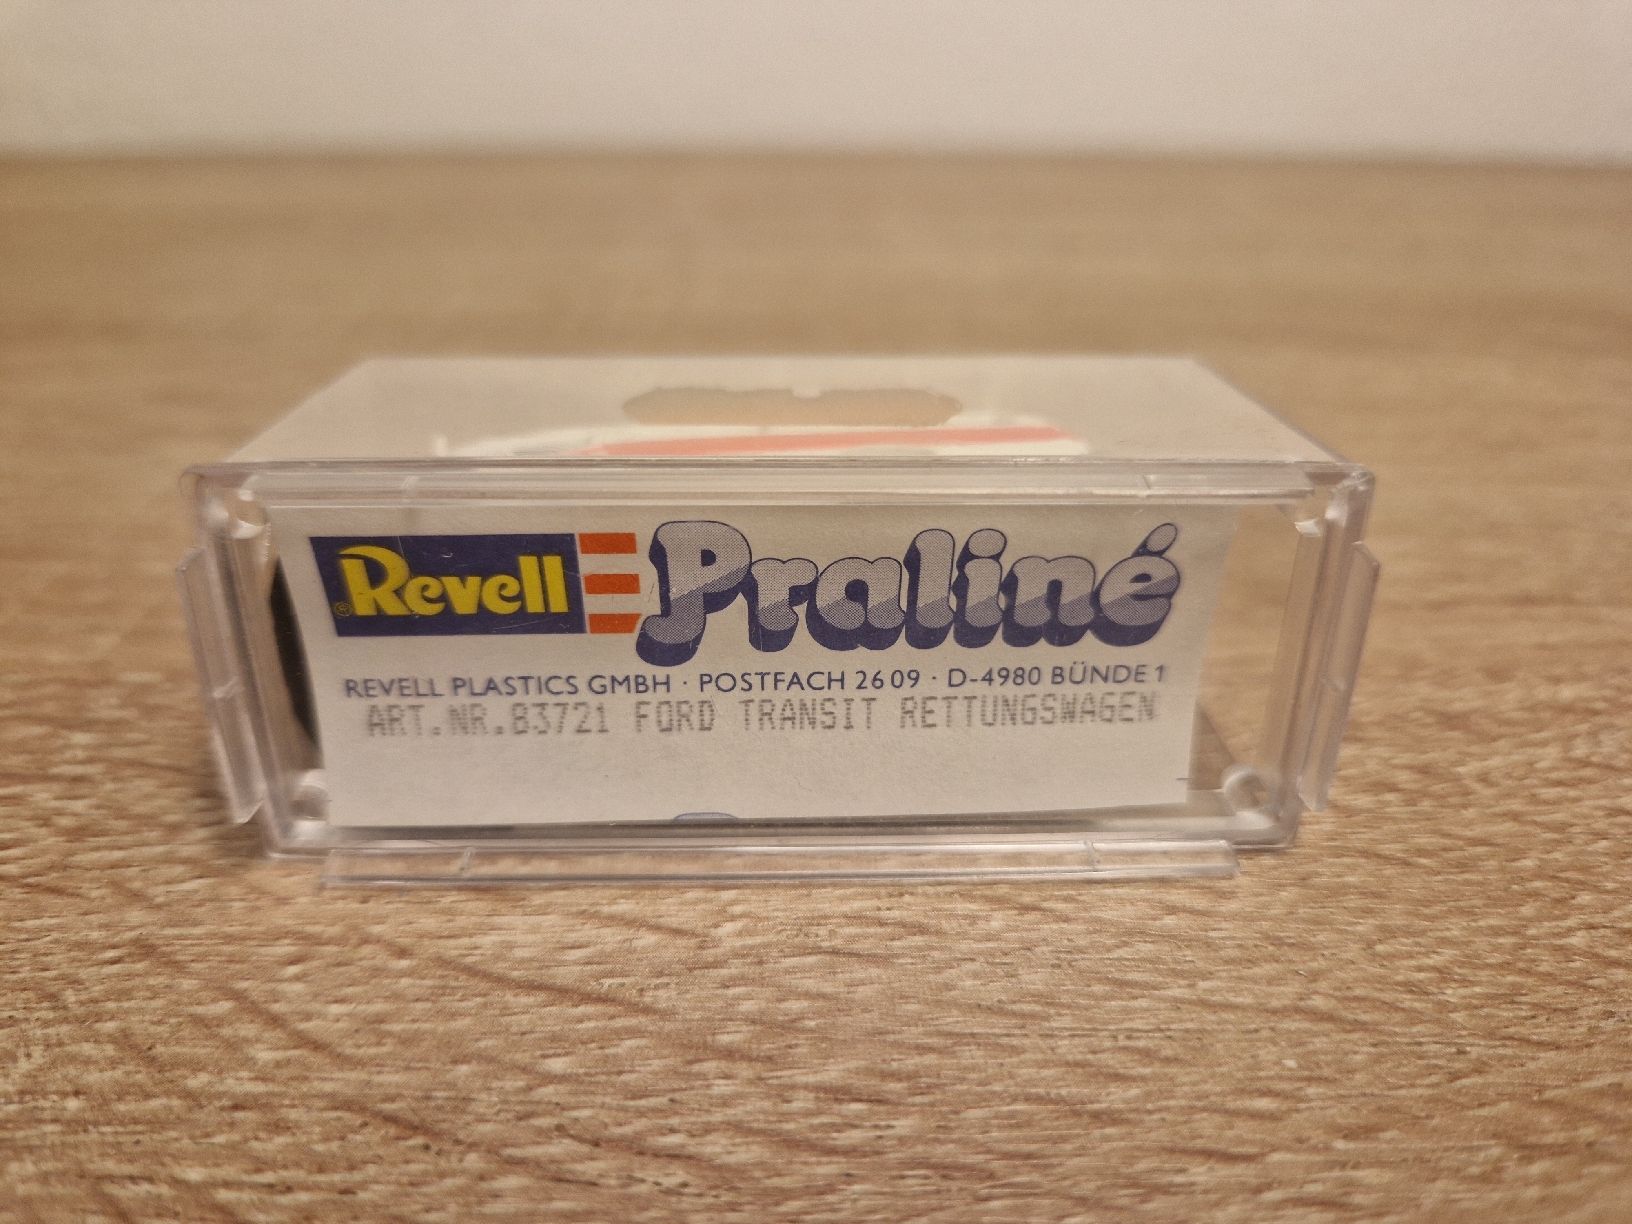 ® Revell Praliné
REVELL PLASTICS GMBH · POSTFACH 26 09 · D-4980 BÜNDE 1
ART.NR.83721 FORD TRANSIT RETTUNGSWAGEN